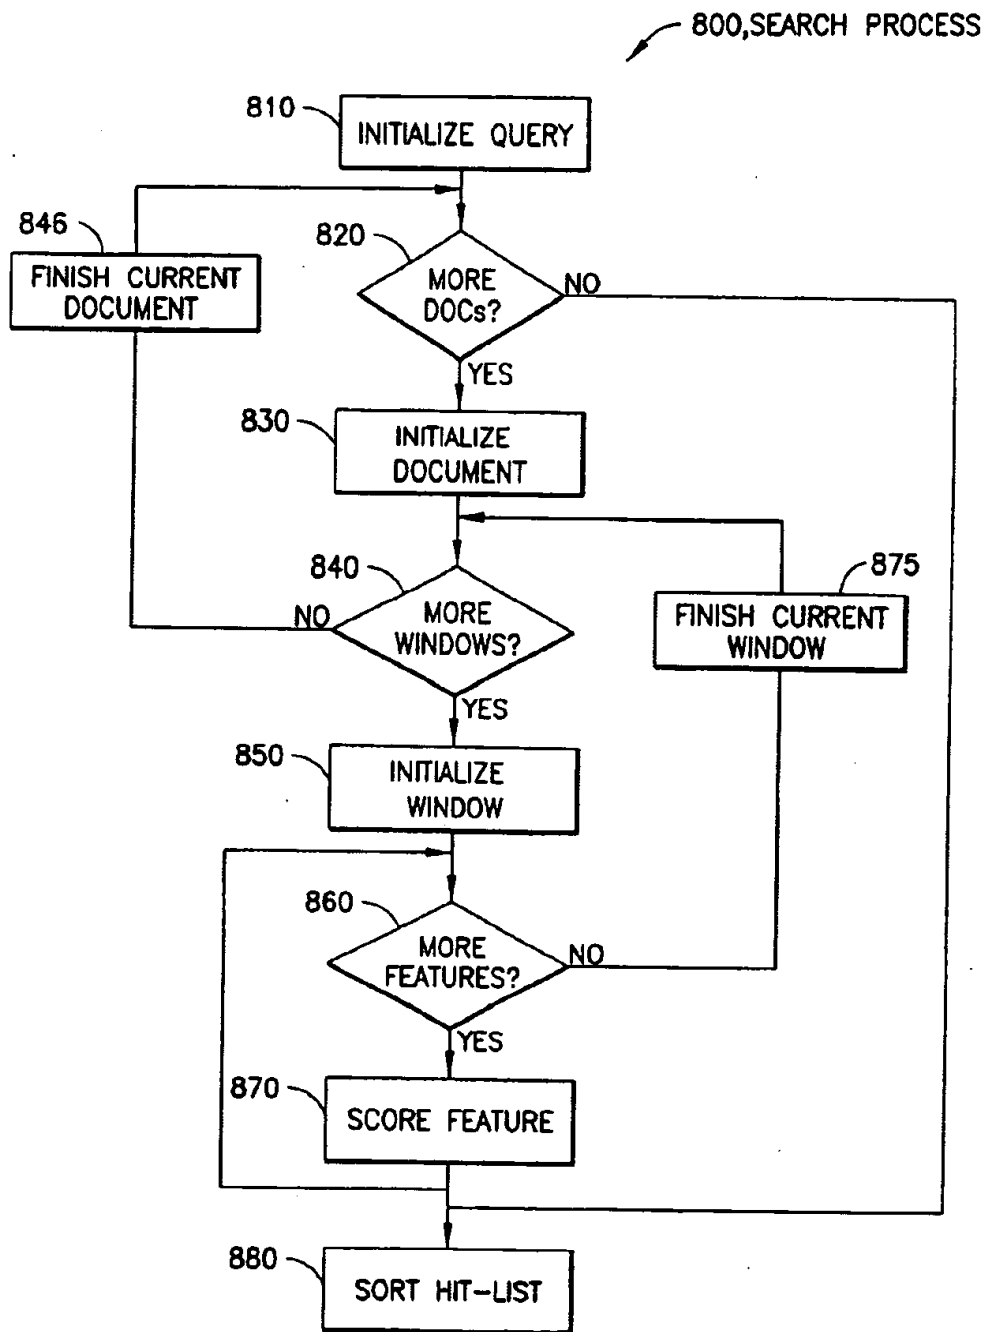 800,SEARCH PROCESS
810
INITIALIZE QUERY
846
FINISH CURRENT
DOCUMENT
820
MORE
DOCs?
NO
YES
830
INITIALIZE
DOCUMENT
840
MORE
WINDOWS?
NO
YES
875
FINISH CURRENT
WINDOW
850
INITIALIZE
WINDOW
860
MORE
FEATURES?
NO
YES
870
SCORE FEATURE
880
SORT HIT-LIST